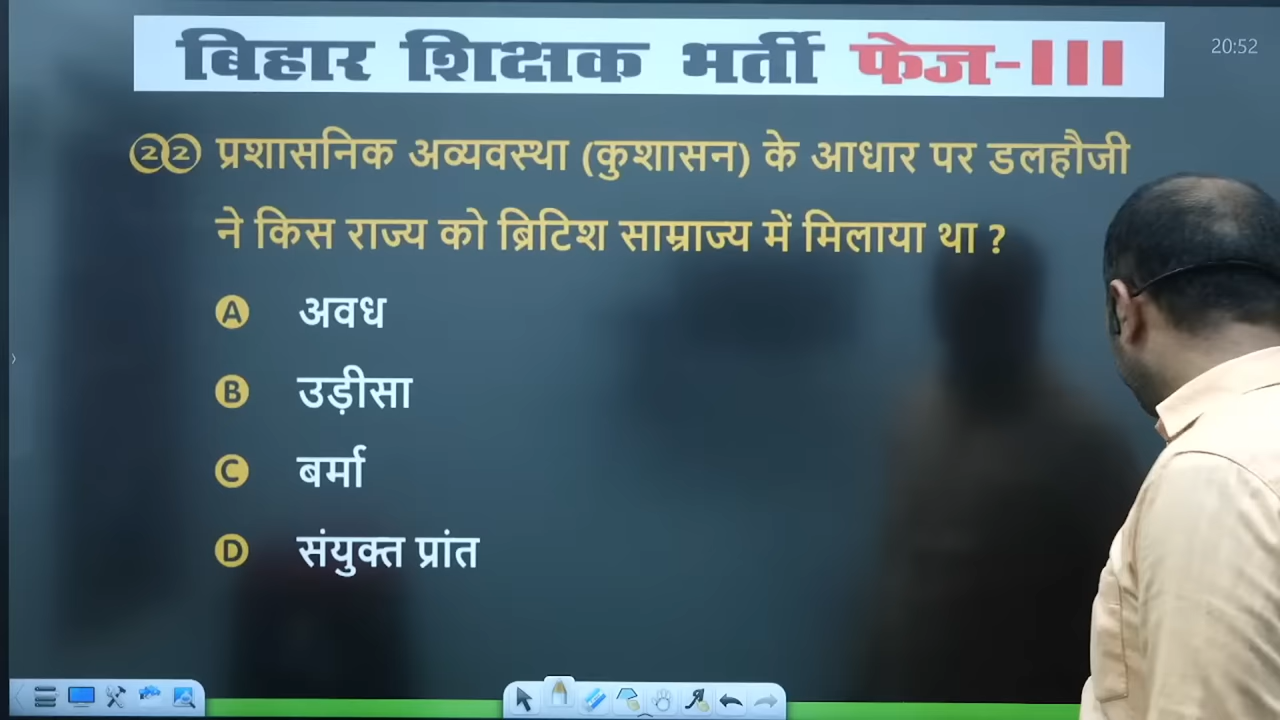 बिहार शिक्षक भर्ती फेज-III
20:52
22 प्रशासनिक अव्यवस्था (कुशासन) के आधार पर डलहौजी
ने किस राज्य को ब्रिटिश साम्राज्य में मिलाया था ?
A अवध
B उड़ीसा
C बर्मा
D संयुक्त प्रांत